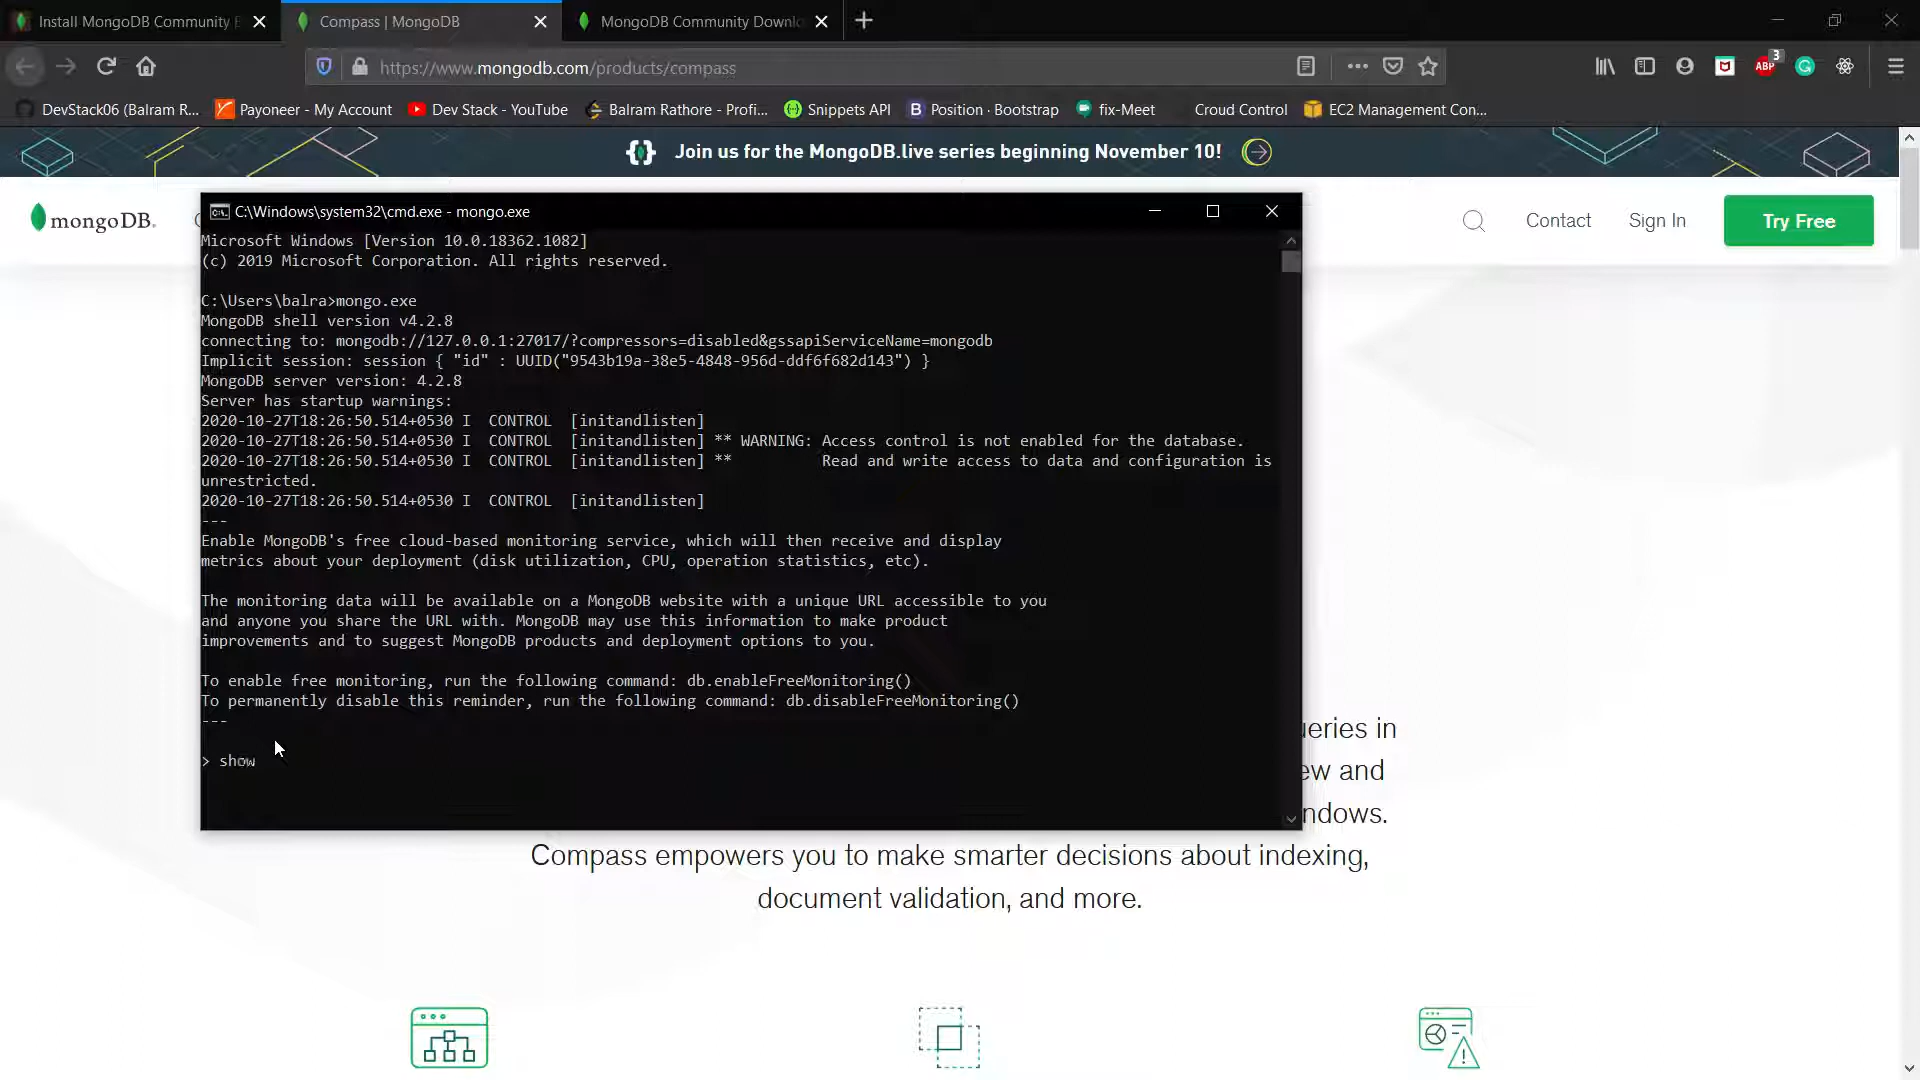 Install MongoDB Community E
Compass | MongoDB
MongoDB Community Downlo
https://www.mongodb.com/products/compass
3
ABP
DevStack06 (Balram R...
Payoneer - My Account
Dev Stack - YouTube
Balram Rathore - Profi...
Snippets API
B
Position · Bootstrap
fix-Meet
Croud Control
EC2 Management Con...
Join us for the MongoDB.live series beginning November 10!
mongoDB.
Contact
Sign In
Try Free
C:\Windows\system32\cmd.exe - mongo.exe
Microsoft Windows [Version 10.0.18362.1082]
(c) 2019 Microsoft Corporation. All rights reserved.
C:\Users\balra>mongo.exe
MongoDB shell version v4.2.8
connecting to: mongodb://127.0.0.1:27017/?compressors=disabled&gssapiServiceName=mongodb
Implicit session: session { "id" : UUID("9543b19a-38e5-4848-956d-ddf6f682d143") }
MongoDB server version: 4.2.8
Server has startup warnings:
2020-10-27T18:26:50.514+0530 I  CONTROL  [initandlisten]
2020-10-27T18:26:50.514+0530 I  CONTROL  [initandlisten] ** WARNING: Access control is not enabled for the database.
2020-10-27T18:26:50.514+0530 I  CONTROL  [initandlisten] **          Read and write access to data and configuration is
unrestricted.
2020-10-27T18:26:50.514+0530 I  CONTROL  [initandlisten]
---
Enable MongoDB's free cloud-based monitoring service, which will then receive and display
metrics about your deployment (disk utilization, CPU, operation statistics, etc).
The monitoring data will be available on a MongoDB website with a unique URL accessible to you
and anyone you share the URL with. MongoDB may use this information to make product
improvements and to suggest MongoDB products and deployment options to you.
To enable free monitoring, run the following command: db.enableFreeMonitoring()
To permanently disable this reminder, run the following command: db.disableFreeMonitoring()
---
> show
ueries in
ew and
ndows.
Compass empowers you to make smarter decisions about indexing,
document validation, and more.